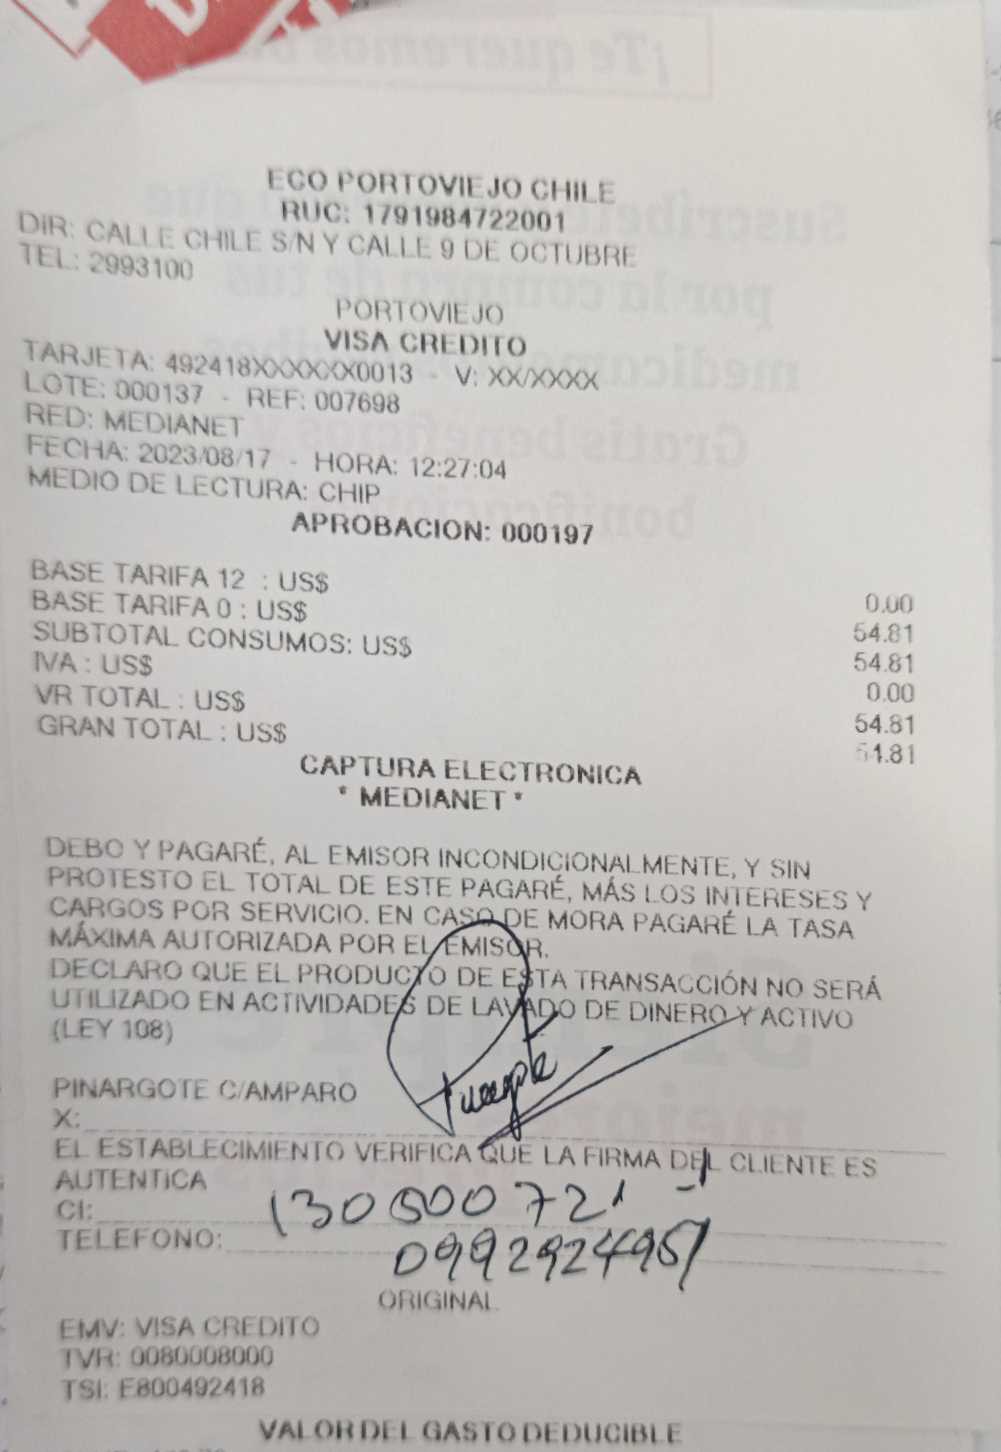 ECO PORTOVIEJO CHILE
RUC: 1791984722001
DIR: CALLE CHILE S/N Y CALLE 9 DE OCTUBRE
TEL: 2993100
PORTOVIEJO
VISA CREDITO
TARJETA: 492418XXXXXX0013 - V: XX/XXXX
LOTE: 000137 - REF: 007698
RED: MEDIANET
FECHA: 2023/08/17 - HORA: 12:27:04
MEDIO DE LECTURA: CHIP
APROBACION: 000197
BASE TARIFA 12 : US$ 0.00
BASE TARIFA 0 : US$ 54.81
SUBTOTAL CONSUMOS: US$ 54.81
IVA : US$ 0.00
VR TOTAL : US$ 54.81
GRAN TOTAL : US$ 54.81
CAPTURA ELECTRONICA
* MEDIANET *
DEBO Y PAGARÉ, AL EMISOR INCONDICIONALMENTE, Y SIN
PROTESTO EL TOTAL DE ESTE PAGARÉ, MÁS LOS INTERESES Y
CARGOS POR SERVICIO. EN CASO DE MORA PAGARÉ LA TASA
MÁXIMA AUTORIZADA POR EL EMISOR.
DECLARO QUE EL PRODUCTO DE ESTA TRANSACCIÓN NO SERÁ
UTILIZADO EN ACTIVIDADES DE LAVADO DE DINERO Y ACTIVO
(LEY 108)
PINARGOTE C/AMPARO
X:
EL ESTABLECIMIENTO VERIFICA QUE LA FIRMA DEL CLIENTE ES
AUTENTICA
CI: 130500721-1
TELEFONO: 0992924957
ORIGINAL
EMV: VISA CREDITO
TVR: 0080008000
TSI: E800492418
VALOR DEL GASTO DEDUCIBLE